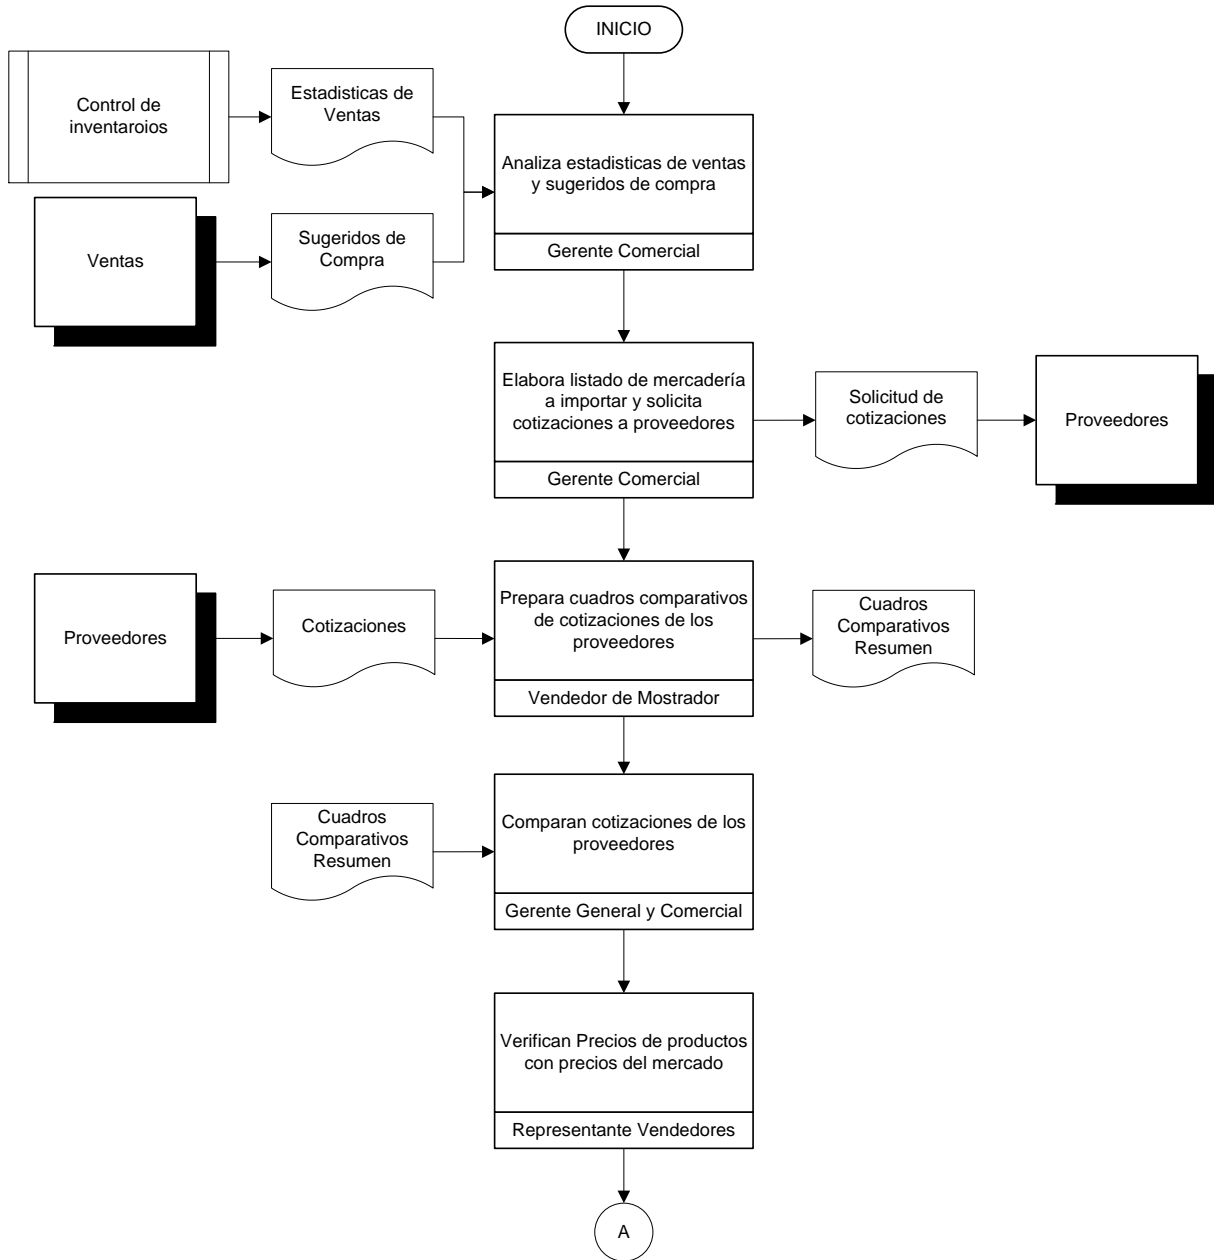 INICIO
Control de
inventaroios
Estadisticas de
Ventas
Analiza estadisticas de ventas
y sugeridos de compra
Gerente Comercial
Ventas
Sugeridos de
Compra
Elabora listado de mercadería
a importar y solicita
cotizaciones a proveedores
Gerente Comercial
Solicitud de
cotizaciones
Proveedores
Proveedores
Cotizaciones
Prepara cuadros comparativos
de cotizaciones de los
proveedores
Vendedor de Mostrador
Cuadros
Comparativos
Resumen
Cuadros
Comparativos
Resumen
Comparan cotizaciones de los
proveedores
Gerente General y Comercial
Verifican Precios de productos
con precios del mercado
Representante Vendedores
A